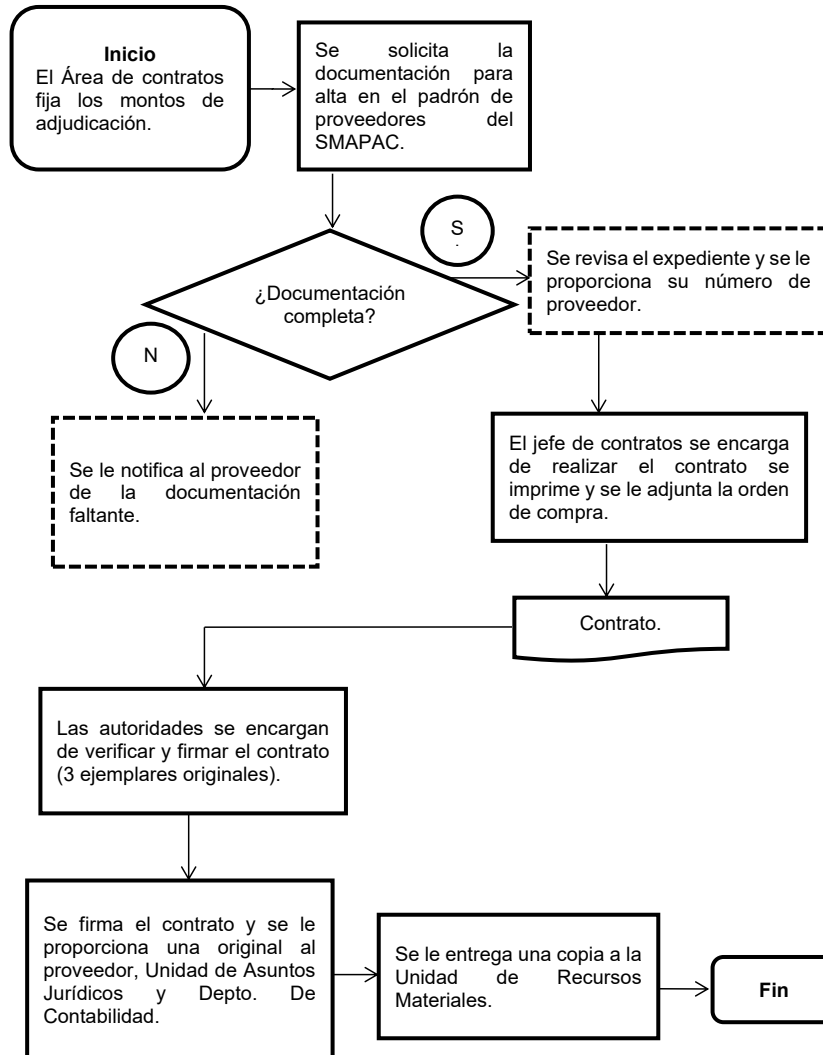 Inicio
El Área de contratos
fija los montos de
adjudicación.
Se solicita la
documentación para
alta en el padrón de
proveedores del
SMAPAC.
S
.
¿Documentación
completa?
Se revisa el expediente y se le
proporciona su número de
proveedor.
N
Se le notifica al proveedor
de la documentación
faltante.
El jefe de contratos se encarga
de realizar el contrato se
imprime y se le adjunta la orden
de compra.
Contrato.
Las autoridades se encargan
de verificar y firmar el contrato
(3 ejemplares originales).
Se firma el contrato y se le
proporciona una original al
proveedor, Unidad de Asuntos
Jurídicos y Depto. De
Contabilidad.
Se le entrega una copia a la
Unidad de Recursos
Materiales.
Fin